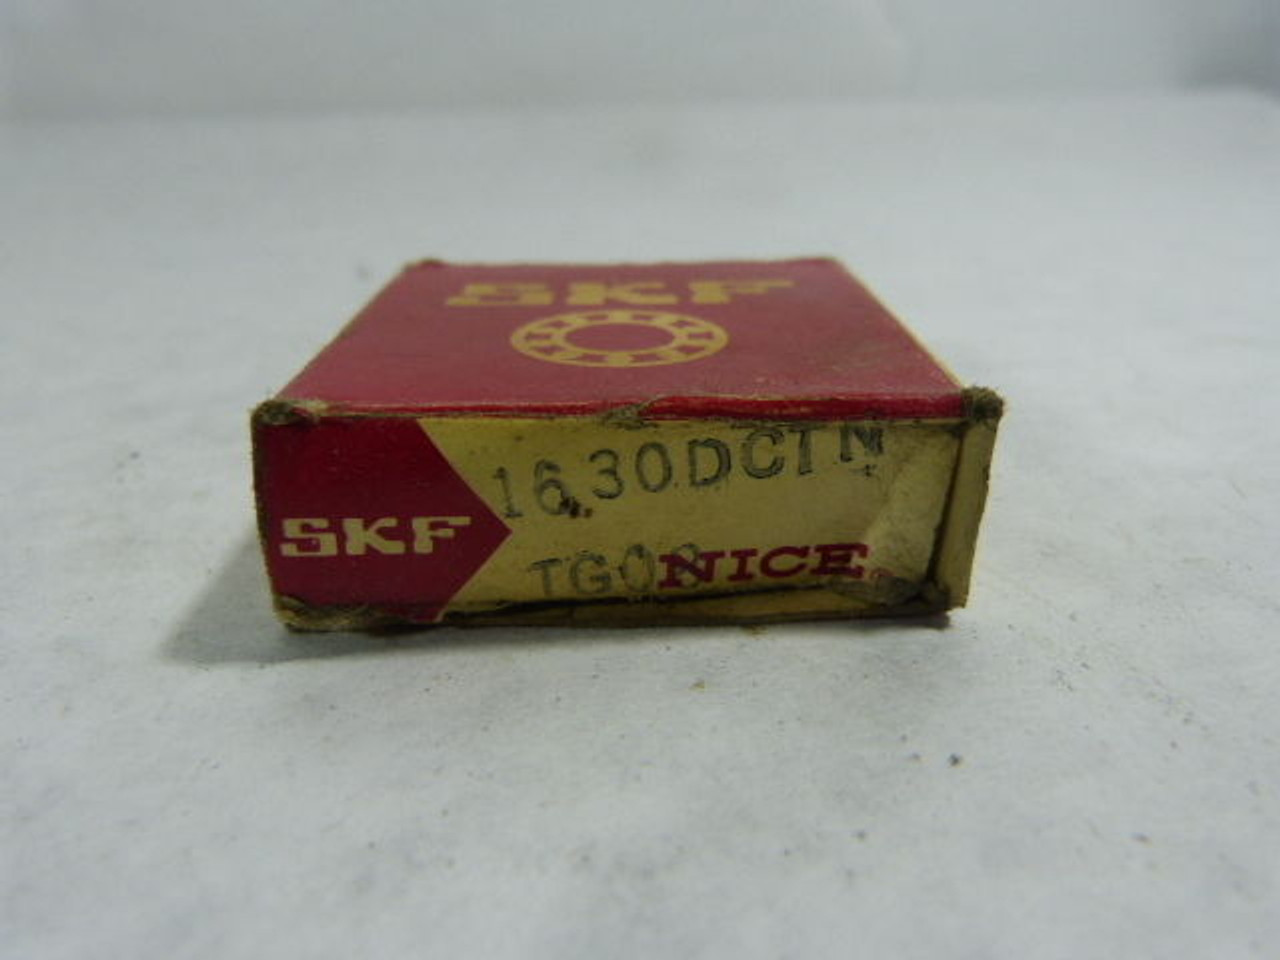 SKF
1630DCTN
SKF
TG08 NICE